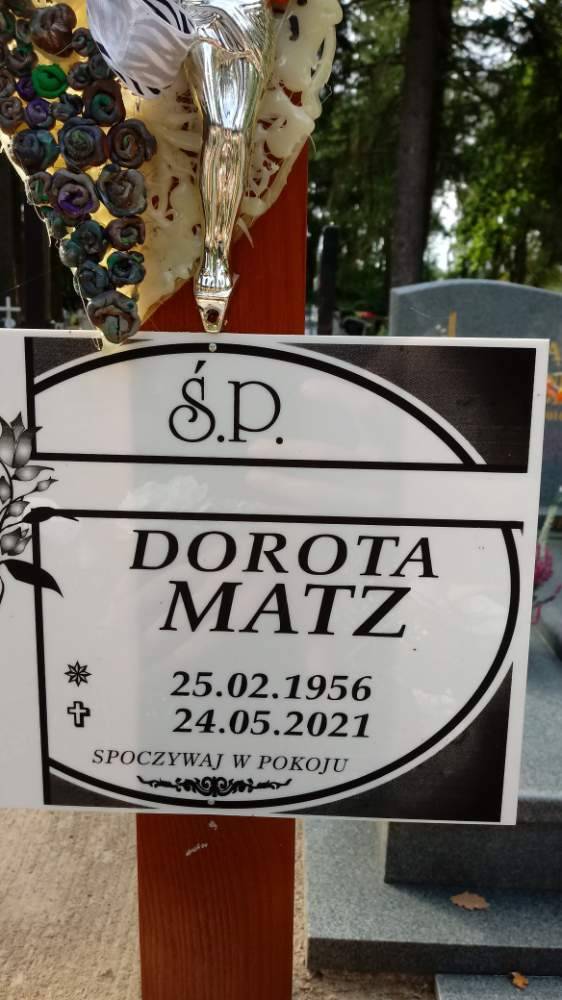 Ś.P.
DOROTA
MATZ
25.02.1956
24.05.2021
SPOCZYWAJ W POKOJU